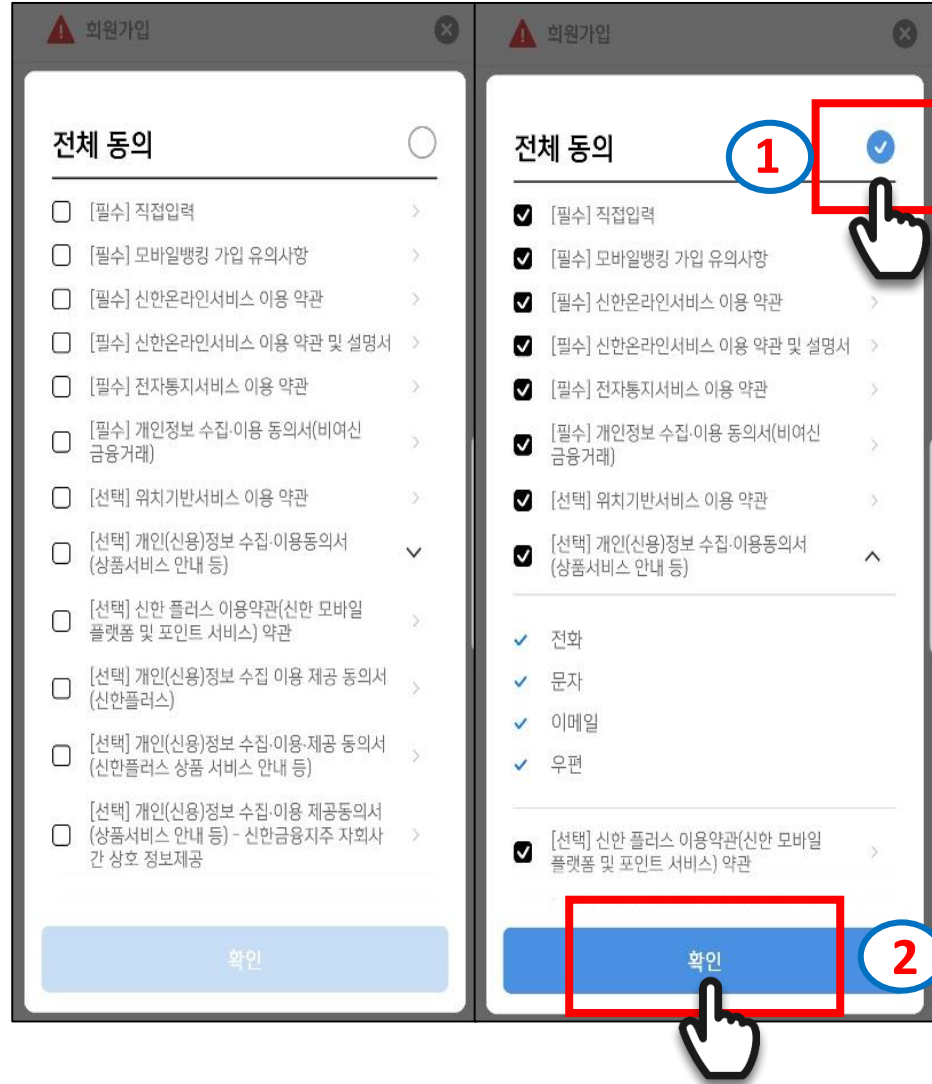 회원가입
전체 동의
[필수] 직접입력
[필수] 모바일뱅킹 가입 유의사항
[필수] 신한온라인서비스 이용 약관
[필수] 신한온라인서비스 이용 약관 및 설명서
[필수] 전자통지서비스 이용 약관
[필수] 개인정보 수집·이용 동의서(비여신
금융거래)
[선택] 위치기반서비스 이용 약관
[선택] 개인(신용)정보 수집·이용동의서
(상품서비스 안내 등)
[선택] 신한 플러스 이용약관(신한 모바일
플랫폼 및 포인트 서비스) 약관
[선택] 개인(신용)정보 수집 이용 제공 동의서
(신한플러스)
[선택] 개인(신용)정보 수집·이용·제공 동의서
(신한플러스 상품 서비스 안내 등)
[선택] 개인(신용)정보 수집·이용 제공동의서
(상품서비스 안내 등) - 신한금융지주 자회사
간 상호 정보제공
확인
회원가입
전체 동의
1
[필수] 직접입력
[필수] 모바일뱅킹 가입 유의사항
[필수] 신한온라인서비스 이용 약관
[필수] 신한온라인서비스 이용 약관 및 설명서
[필수] 전자통지서비스 이용 약관
[필수] 개인정보 수집·이용 동의서(비여신
금융거래)
[선택] 위치기반서비스 이용 약관
[선택] 개인(신용)정보 수집·이용동의서
(상품서비스 안내 등)
전화
문자
이메일
우편
[선택] 신한 플러스 이용약관(신한 모바일
플랫폼 및 포인트 서비스) 약관
확인
2